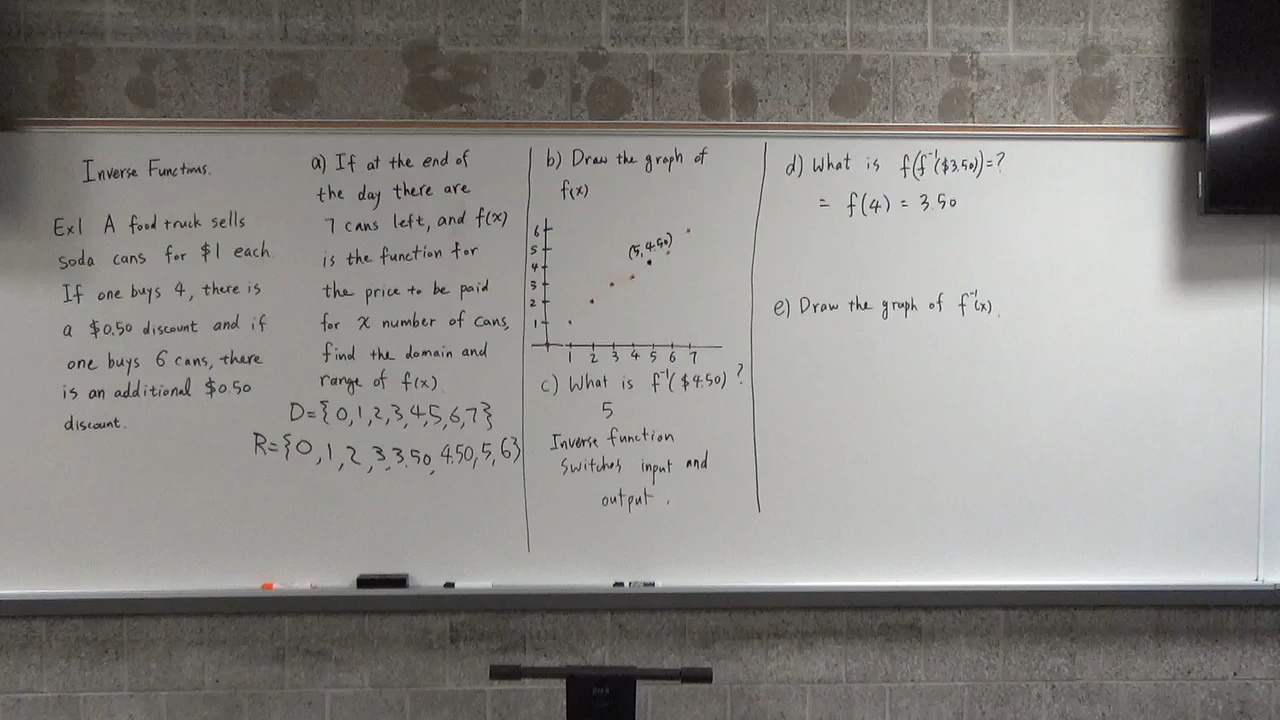 Inverse Functions.
Ex1 A food truck sells
soda cans for $1 each
If one buys 4, there is
a $0.50 discount and if
one buys 6 cans, there
is an additional $0.50
discount.
a) If at the end of
the day there are
7 cans left, and f(x)
is the function for
the price to be paid
for x number of cans,
find the domain and
range of f(x)
D={0,1,2,3,4,5,6,7}
R={0,1,2,3,3.50,4.50,5,6}
b) Draw the graph of
f(x)
6
5
4
3
2
1
(5,4.50)
1 2 3 4 5 6 7
c) What is f⁻¹($4.50)?
5
Inverse function
switches input and
output.
d) What is f(f⁻¹($3.50))=?
= f(4) = 3.50
e) Draw the graph of f⁻¹(x).